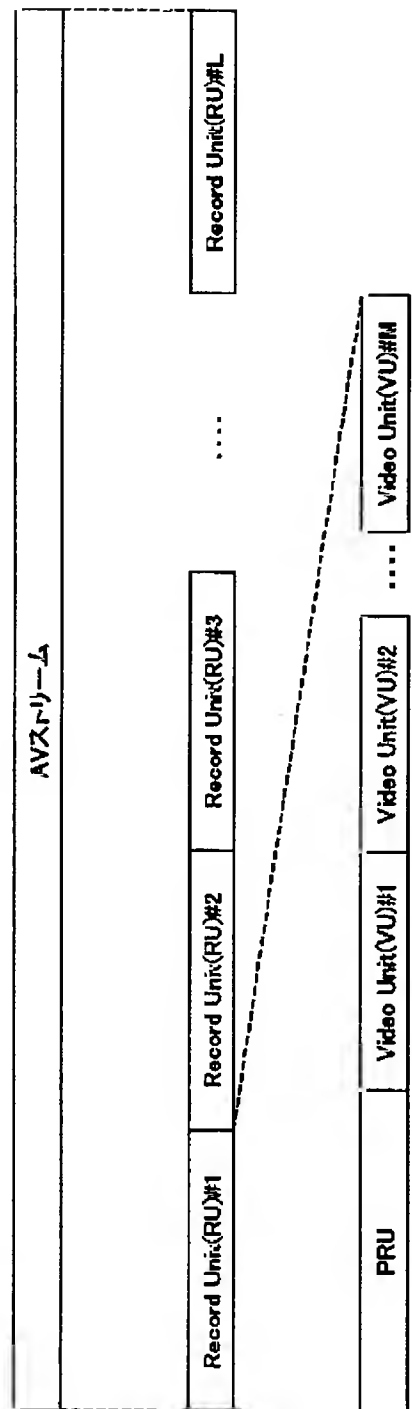 AVストリーム
Record Unit(RU)#1
Record Unit(RU)#2
Record Unit(RU)#3
....
Record Unit(RU)#L
PRU
Video Unit(VU)#1
Video Unit(VU)#2
....
Video Unit(VU)#M